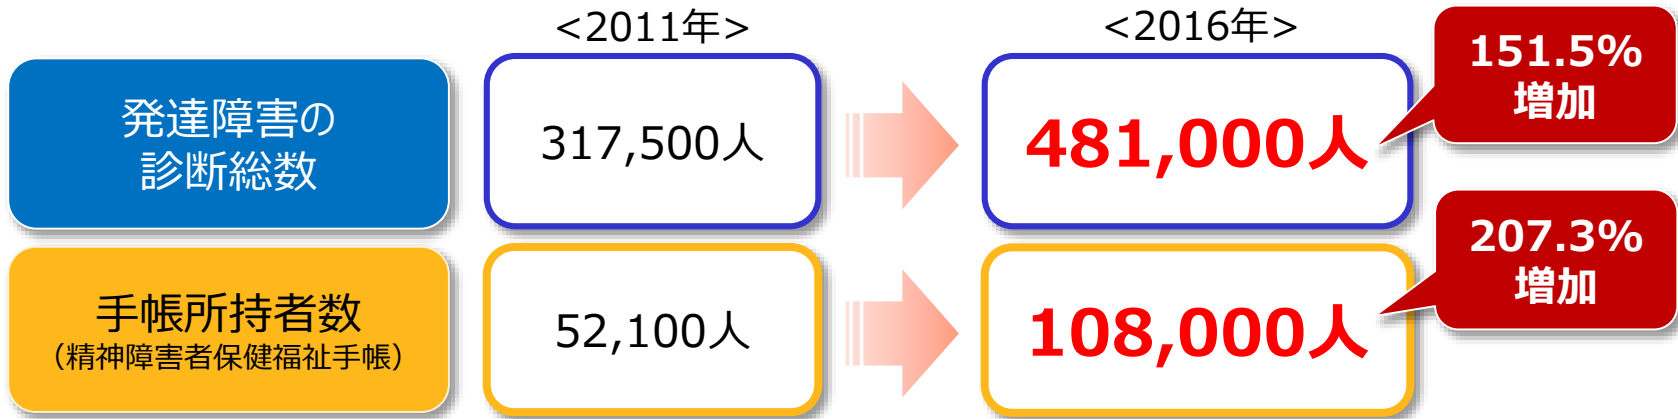 <2011年>
<2016年>
発達障害の
診断総数
317,500人
481,000人
151.5%
増加
手帳所持者数
（精神障害者保健福祉手帳）
52,100人
108,000人
207.3%
増加